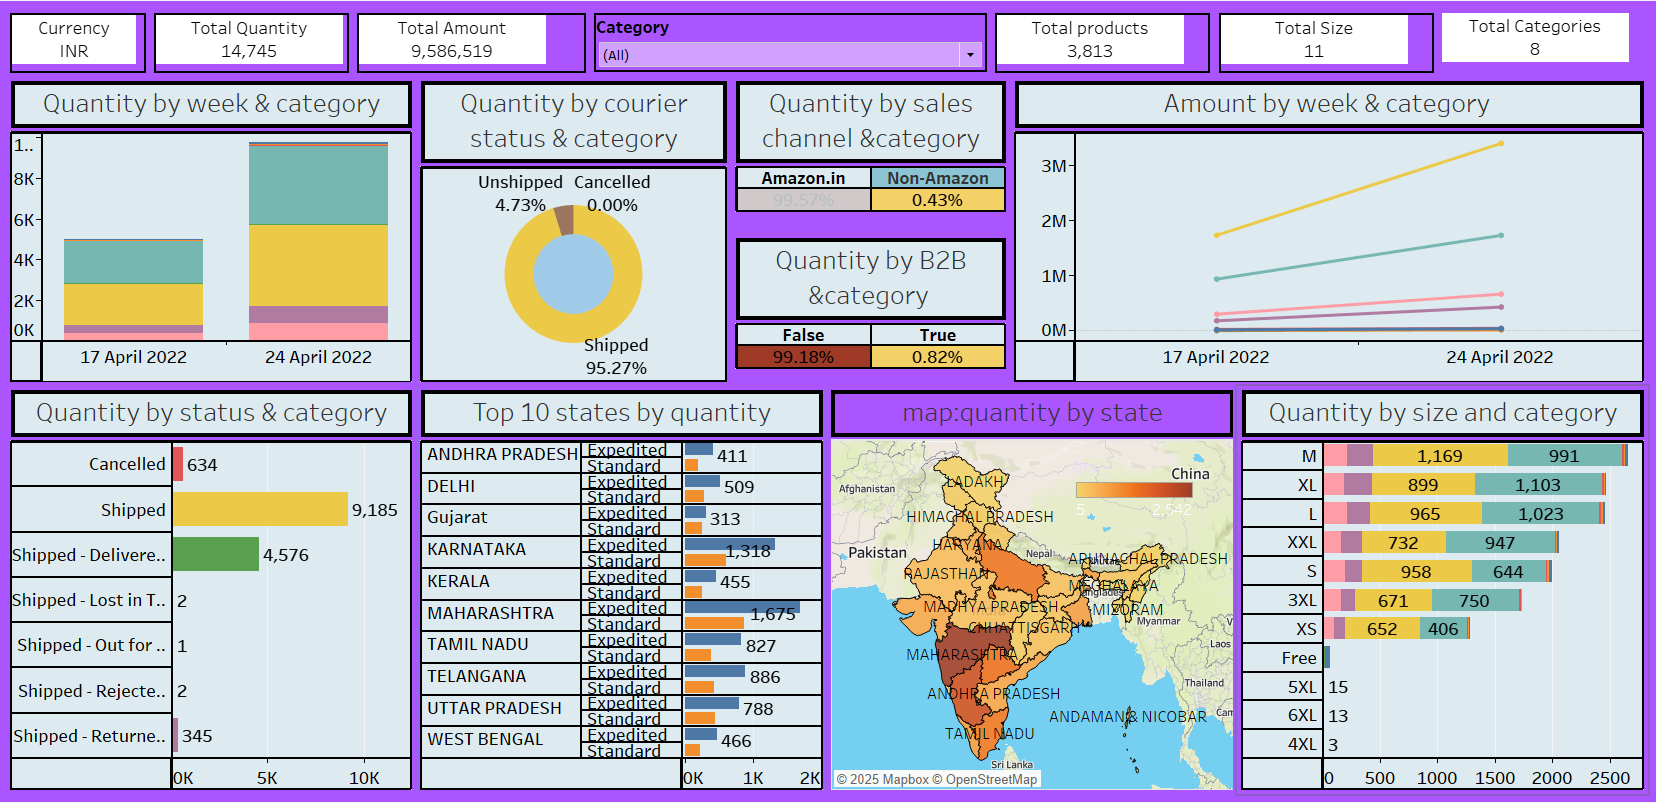 Currency
INR
Total Quantity
14,745
Total Amount
9,586,519
Category
(All)
Total products
3,813
Total Size
11
Total Categories
8
Quantity by week & category
1..
8K
6K
4K
2K
0K
17 April 2022
24 April 2022
Quantity by courier
status & category
Unshipped
4.73%
Cancelled
0.00%
Shipped
95.27%
Quantity by sales
channel &category
Amazon.in
Non-Amazon
99.57%
0.43%
Quantity by B2B
&category
False
True
99.18%
0.82%
Amount by week & category
3M
2M
1M
0M
17 April 2022
24 April 2022
Quantity by status & category
Cancelled
634
Shipped
9,185
Shipped - Delivere..
4,576
Shipped - Lost in T..
2
Shipped - Out for ..
1
Shipped - Rejecte..
2
Shipped - Returne..
345
0K
5K
10K
Top 10 states by quantity
ANDHRA PRADESH
Expedited
411
Standard
DELHI
Expedited
509
Standard
Gujarat
Expedited
313
Standard
KARNATAKA
Expedited
1,318
Standard
KERALA
Expedited
455
Standard
MAHARASHTRA
Expedited
1,675
Standard
TAMIL NADU
Expedited
827
Standard
TELANGANA
Expedited
886
Standard
UTTAR PRADESH
Expedited
788
Standard
WEST BENGAL
Expedited
466
Standard
0K
1K
2K
map:quantity by state
China
LADAKH
Afghanistan
5
2,542
HIMACHAL PRADESH
HARYANA
Pakistan
Nepal
ARUNACHAL PRADESH
RAJASTHAN
MEGHALAYA
MADHYA PRADESH
MIZORAM
Myanmar
CHHATTISGARH
Laos
MAHARASHTRA
Thailand
ANDHRA PRADESH
ANDAMAN & NICOBAR
Cam
TAMIL NADU
Sri Lanka
© 2025 Mapbox © OpenStreetMap
Quantity by size and category
M
1,169
991
XL
899
1,103
L
965
1,023
XXL
732
947
S
958
644
3XL
671
750
XS
652
406
Free
5XL
15
6XL
13
4XL
3
0
500
1000
1500
2000
2500